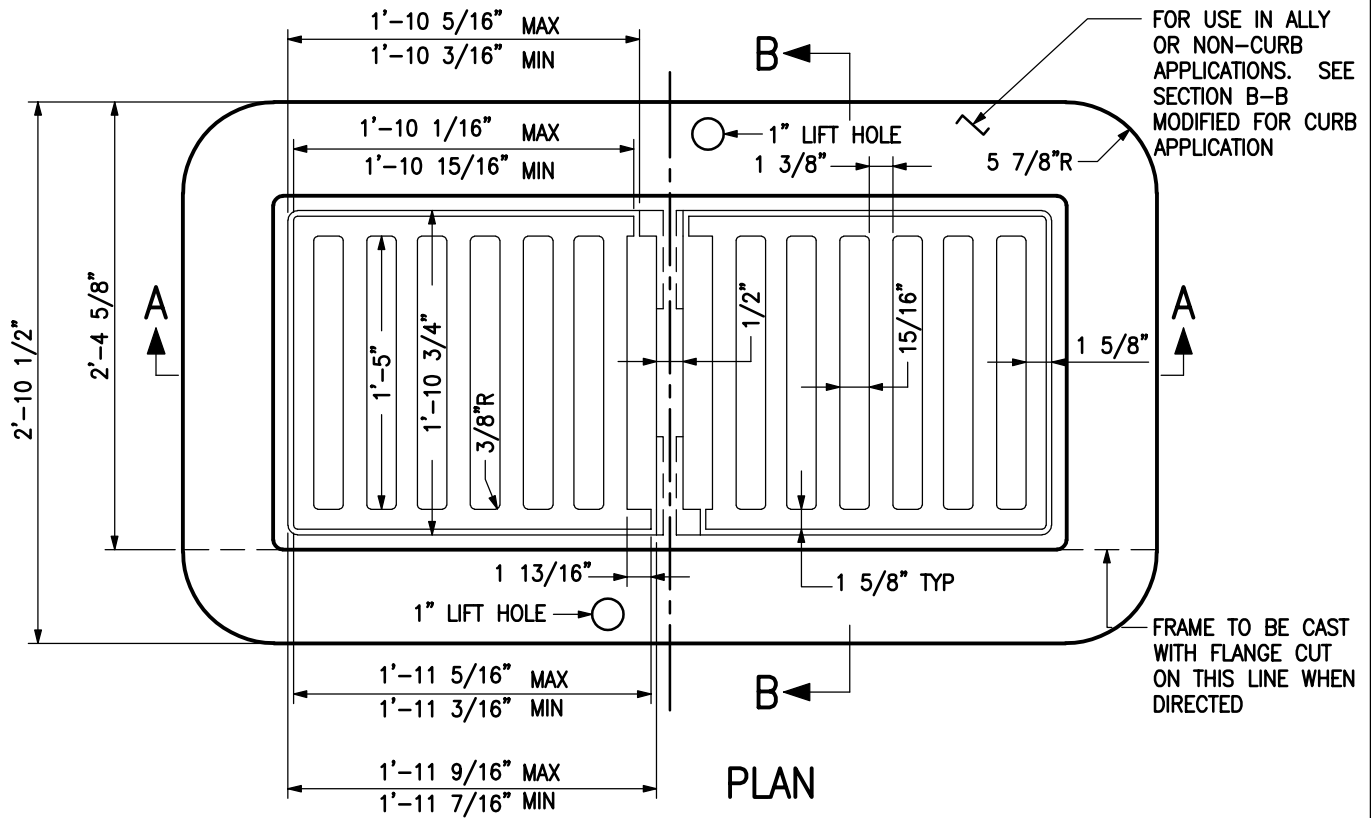 1'-10 5/16" MAX
1'-10 3/16" MIN
B
FOR USE IN ALLY
OR NON-CURB
APPLICATIONS. SEE
SECTION B-B
MODIFIED FOR CURB
APPLICATION
1'-10 1/16" MAX
1'-10 15/16" MIN
1" LIFT HOLE
1 3/8"
5 7/8"R
A
A
2'-10 1/2"
2'-4 5/8"
1'-5"
1'-10 3/4"
3/8"R
1/2"
15/16"
1 5/8"
1 13/16"
1 5/8" TYP
1" LIFT HOLE
FRAME TO BE CAST
WITH FLANGE CUT
ON THIS LINE WHEN
DIRECTED
1'-11 5/16" MAX
1'-11 3/16" MIN
B
1'-11 9/16" MAX
1'-11 7/16" MIN
PLAN